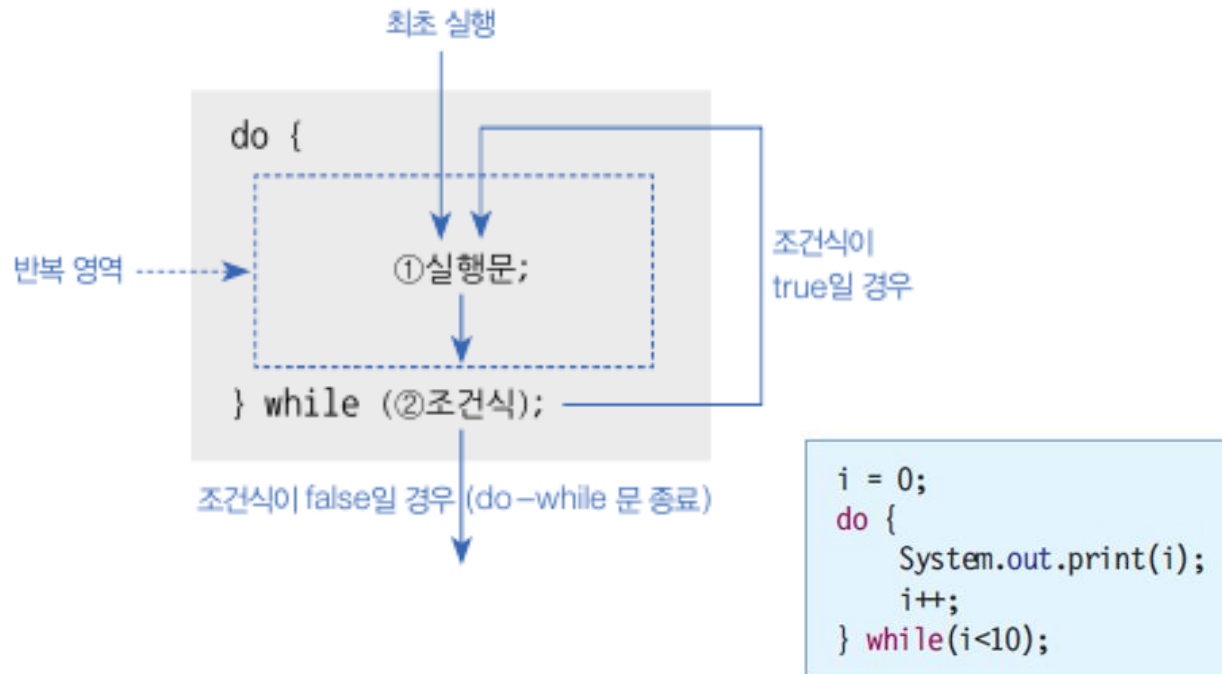 최초 실행
do {
반복 영역
①실행문;
조건식이
true일 경우
} while (②조건식);
조건식이 false일 경우 (do-while 문 종료)
i = 0;
do {
System.out.print(i);
i++;
} while(i<10);